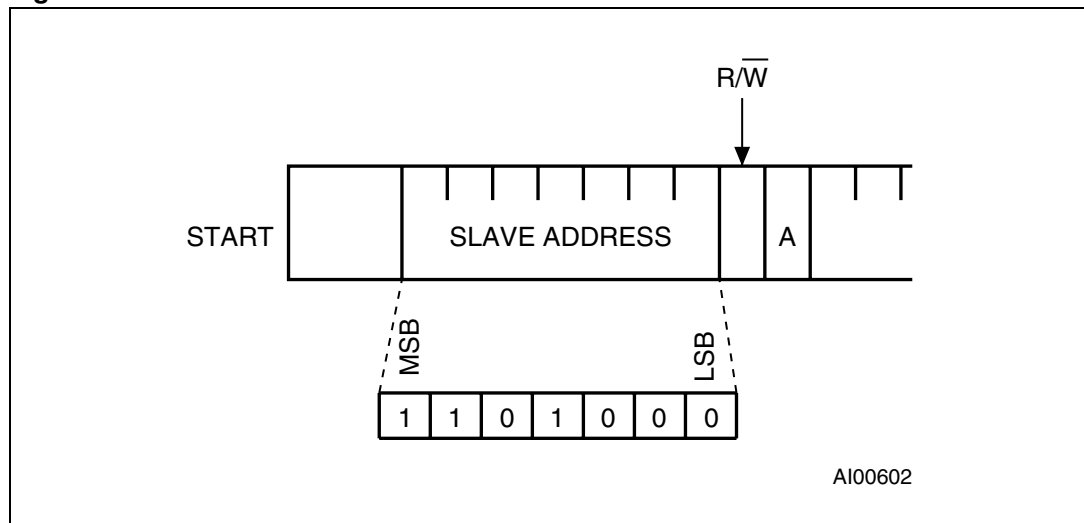 R/W̅
START
SLAVE ADDRESS
A
MSB
LSB
1 1 0 1 0 0 0
AI00602